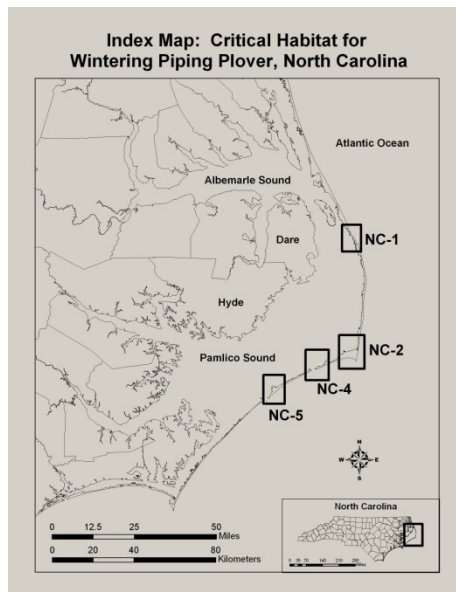 Index Map: Critical Habitat for
Wintering Piping Plover, North Carolina
Atlantic Ocean
Albemarle Sound
NC-1
Dare
Hyde
Pamlico Sound
NC-2
NC-4
NC-5
N
W E
S
North Carolina
0 12.5 25 50
Miles
0 20 40 80
Kilometers